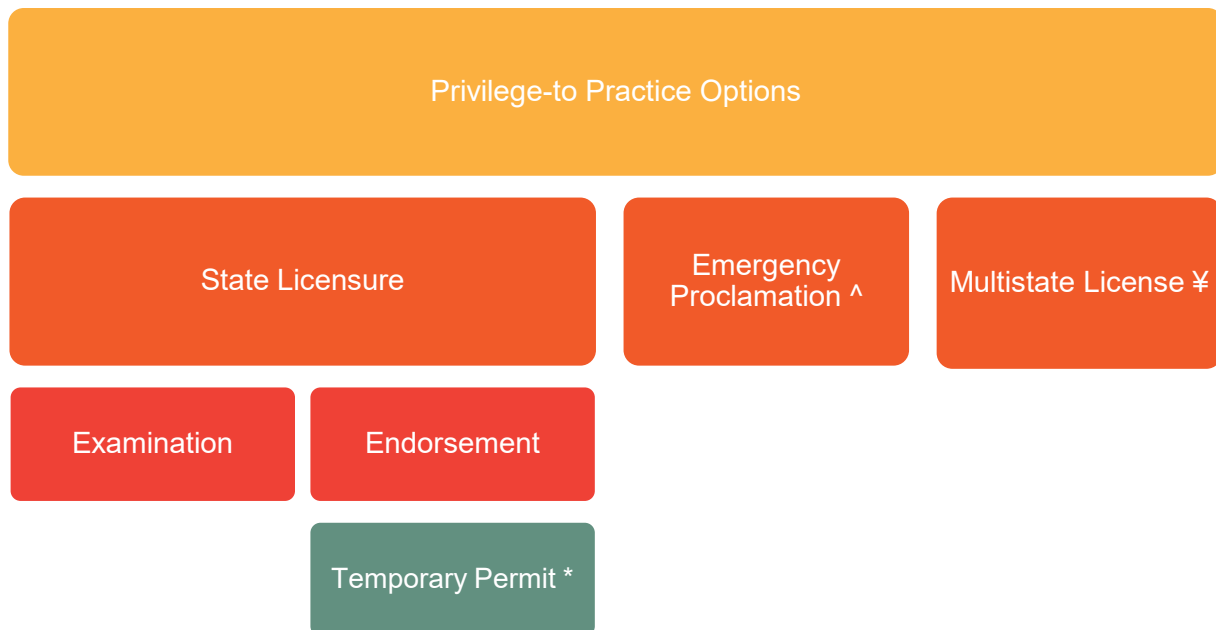 Privilege-to Practice Options
State Licensure
Emergency
Proclamation ^
Multistate License ¥
Examination
Endorsement
Temporary Permit *